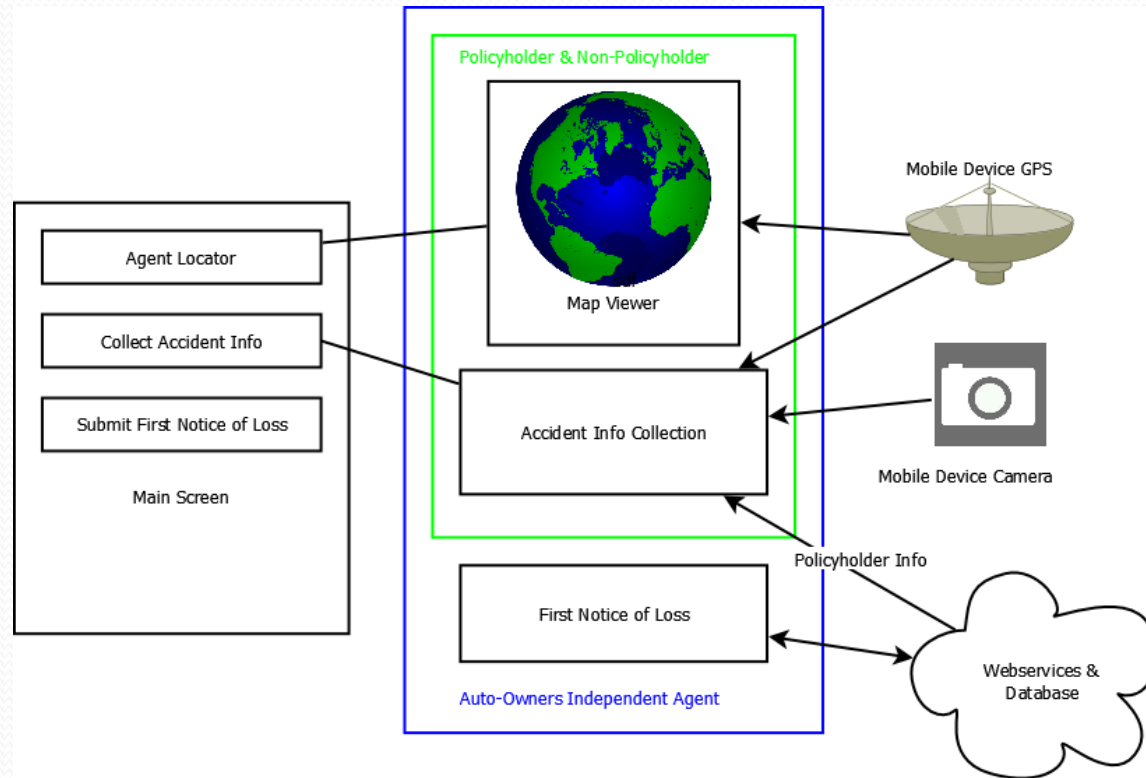 Policyholder & Non-Policyholder
Mobile Device GPS
Agent Locator
sdf
Map Viewer
Collect Accident Info
Submit First Notice of Loss
Accident Info Collection
Main Screen
Mobile Device Camera
Policyholder Info
First Notice of Loss
Webservices &
Database
Auto-Owners Independent Agent